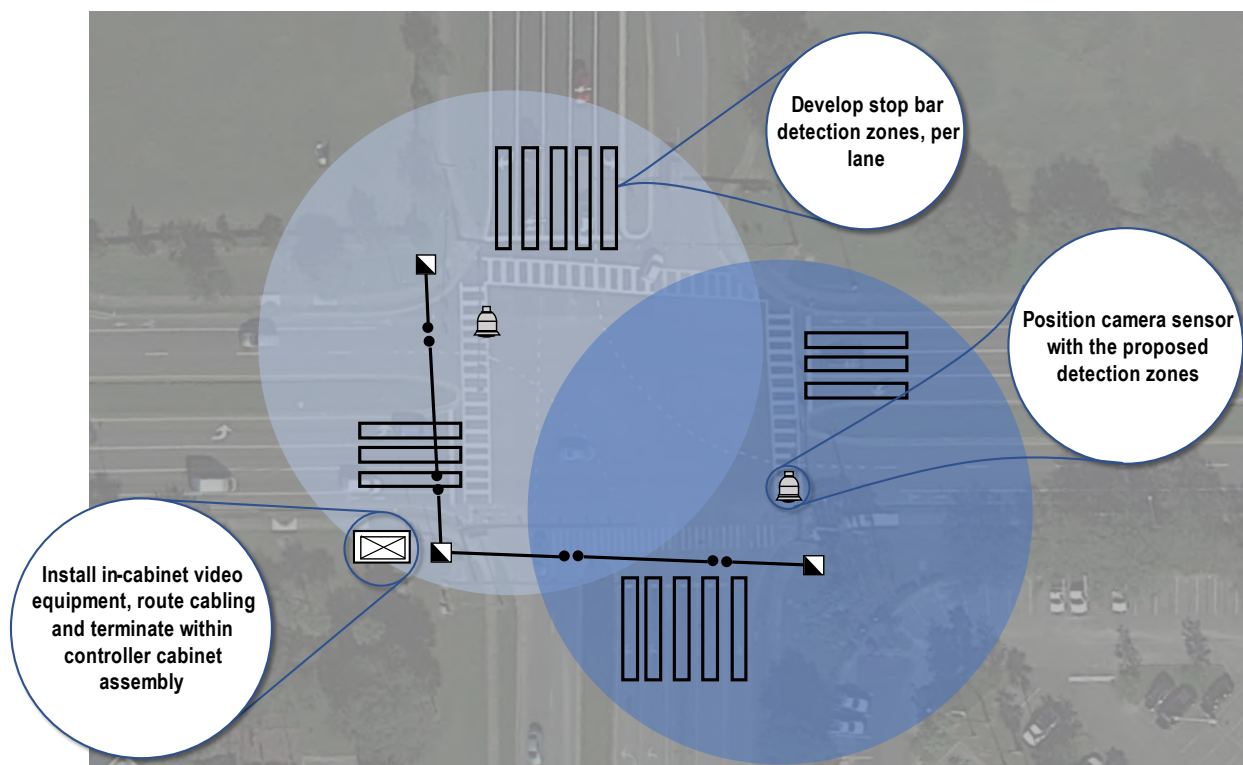 Develop stop bar
detection zones, per
lane
Position camera sensor
with the proposed
detection zones
Install in-cabinet video
equipment, route cabling
and terminate within
controller cabinet
assembly